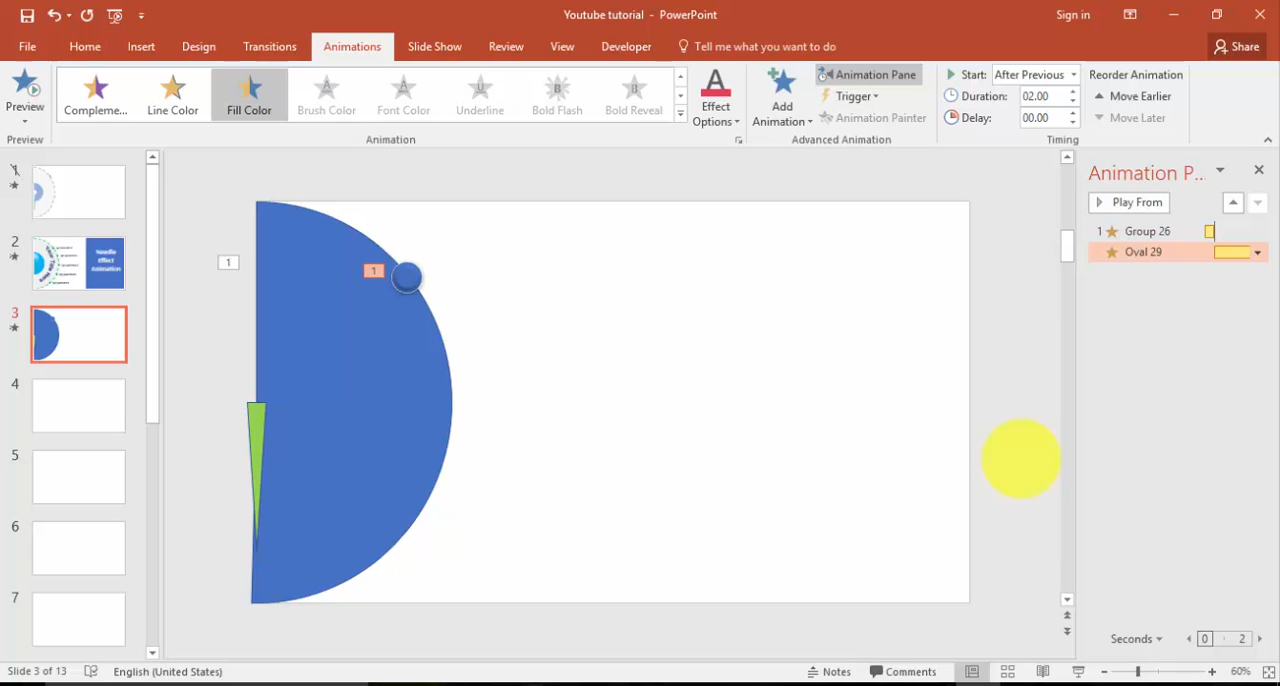 Youtube tutorial - PowerPoint
Sign in
File Home Insert Design Transitions Animations Slide Show Review View Developer Tell me what you want to do Share
Preview
Compleme... Line Color Fill Color Brush Color Font Color Underline Bold Flash Bold Reveal
Effect Options
Add Animation
Animation Pane
Trigger
Animation Painter
Start: After Previous
Duration: 02.00
Delay: 00.00
Reorder Animation
Move Earlier
Move Later
Preview Animation Advanced Animation Timing
1
2
Needle
Effect
Animation
3
4
5
6
7
1
1
Animation P...
Play From
1 Group 26
Oval 29
Seconds 0 2
Slide 3 of 13 English (United States) Notes Comments 60%